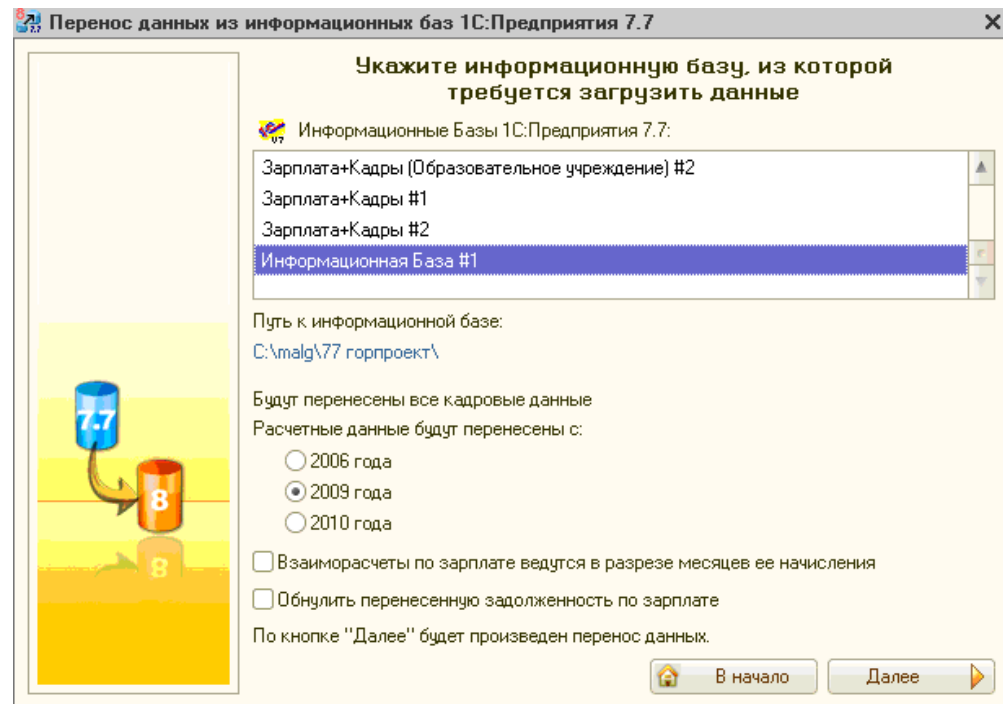 Перенос данных из информационных баз 1С:Предприятия 7.7
Укажите информационную базу, из которой
требуется загрузить данные
Информационные Базы 1С:Предприятия 7.7:
Зарплата+Кадры (Образовательное учреждение) #2
Зарплата+Кадры #1
Зарплата+Кадры #2
Информационная База #1
Путь к информационной базе:
C:\malg\77 горпроект\
Будут перенесены все кадровые данные
Расчетные данные будут перенесены с:
2006 года
2009 года
2010 года
Взаиморасчеты по зарплате ведутся в разрезе месяцев ее начисления
Обнулить перенесенную задолженность по зарплате
По кнопке "Далее" будет произведен перенос данных.
В начало
Далее
7.7
8
8